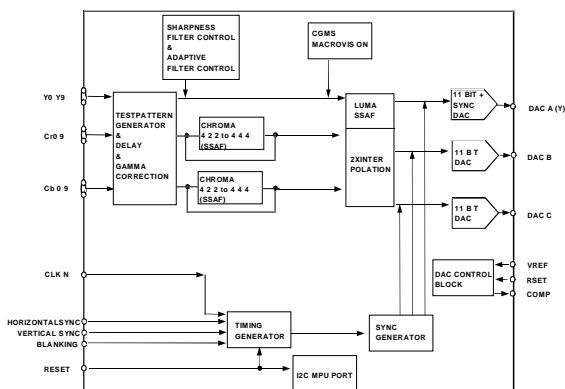 SHARPNESS
FILTER CONTROL
&
ADAPTIVE
FILTER CONTROL
CGMS
MACROVIS ON
Y0 Y9
Cr0 9
Cb 0 9
TESTPATTERN
GENERATOR
&
DELAY
&
GAMMA
CORRECTION
CHROMA
4 2 2 to 4 4 4
(SSAF)
CHROMA
4 2 2 to 4 4 4
(SSAF)
LUMA
SSAF
2XINTER
POLATION
11 BIT +
SYNC
DAC
DAC A (Y)
11 B T
DAC
DAC B
11 B T
DAC
DAC C
CLK N
HORIZONTALSYNC
VERTICAL SYNC
BLANKING
RESET
TIMING
GENERATOR
SYNC
GENERATOR
I2C MPU PORT
DAC CONTROL
BLOCK
VREF
RSET
COMP